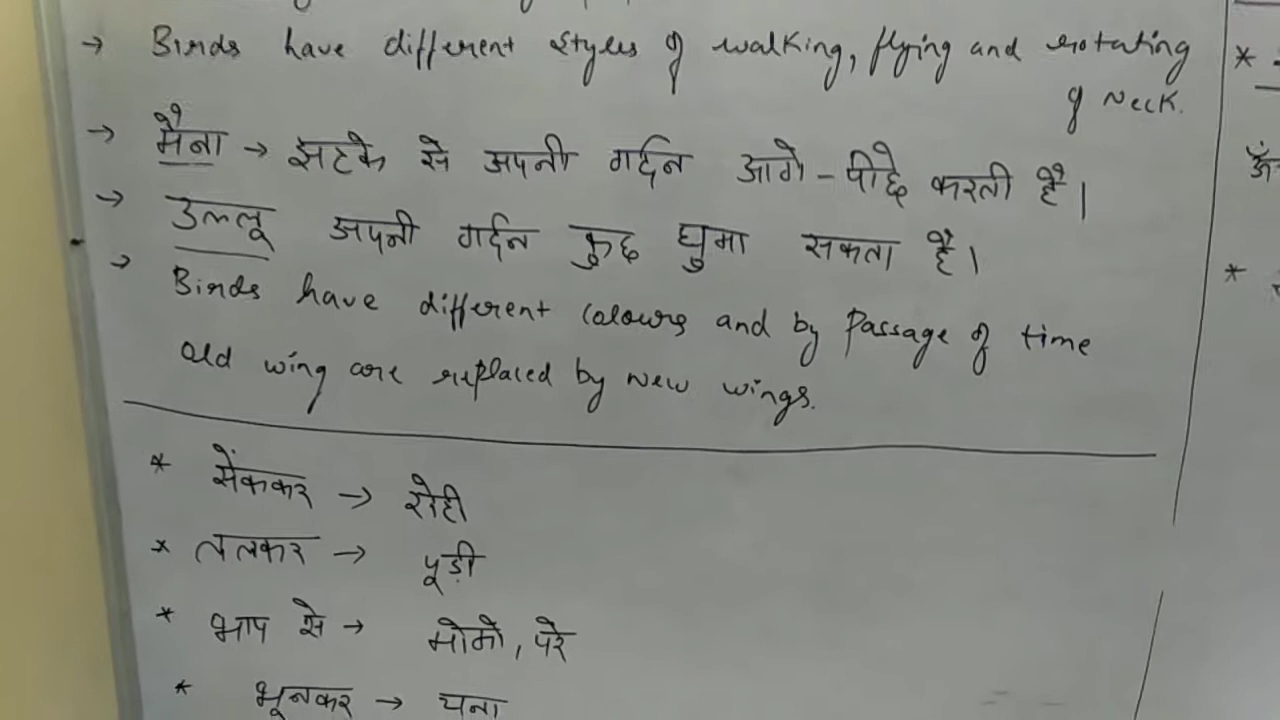 → Birds have different styles of walking, flying and rotating
of Neck.
→ मैना → झटके से अपनी गर्दन आगे-पीछे करती है।
→ उल्लू अपनी गर्दन कुछ घुमा सकता है।
→ Birds have different colours and by Passage of time
old wing are replaced by new wings.
* सेंककर → रोटी
* तलकर → पूड़ी
* भाप से → मोमो, परे
* भूनकर → चना
*
*